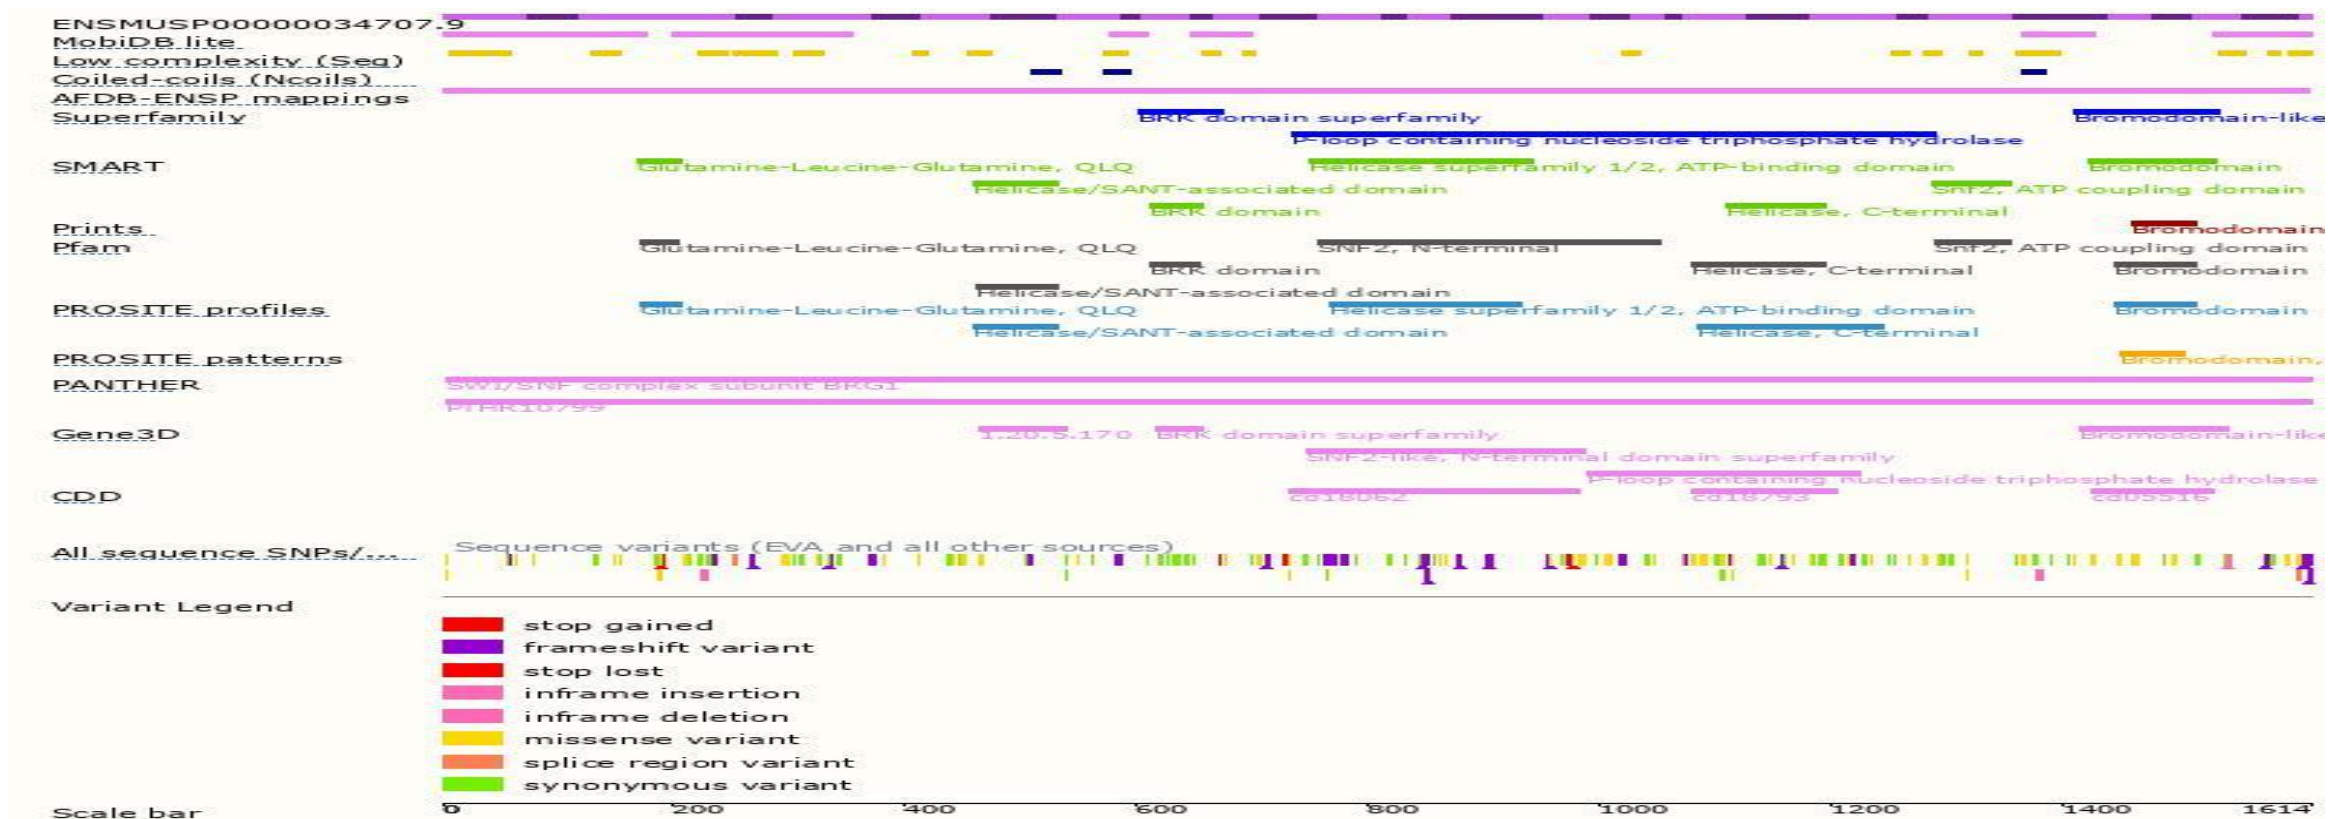 ENSMUSP00000034707.9
MobiDB lite
Low complexity (Seg)
Coiled-coils (Ncoils)
AFDB-ENSP mappings
Superfamily
BRK domain superfamily
Bromodomain-like
P-loop containing nucleoside triphosphate hydrolase
SMART
Glutamine-Leucine-Glutamine, QLQ
Helicase superfamily 1/2, ATP-binding domain
Bromodomain
Helicase/SANT-associated domain
Snf2, ATP coupling domain
BRK domain
Helicase, C-terminal
Prints
Bromodomain
Pfam
Glutamine-Leucine-Glutamine, QLQ
SNF2, N-terminal
Snf2, ATP coupling domain
BRK domain
Helicase, C-terminal
Bromodomain
Helicase/SANT-associated domain
PROSITE profiles
Glutamine-Leucine-Glutamine, QLQ
Helicase superfamily 1/2, ATP-binding domain
Bromodomain
Helicase/SANT-associated domain
Helicase, C-terminal
PROSITE patterns
Bromodomain,
PANTHER
SWI/SNF complex subunit BRG1
PTHR10799
Gene3D
1.20.5.170
BRK domain superfamily
Bromodomain-like
SNF2-like, N-terminal domain superfamily
P-loop containing nucleoside triphosphate hydrolase
CDD
cd18062
cd18793
cd05516
All sequence SNPs/...
Sequence variants (EVA and all other sources)
Variant Legend
stop gained
frameshift variant
stop lost
inframe insertion
inframe deletion
missense variant
splice region variant
synonymous variant
Scale bar
0 200 400 600 800 1000 1200 1400 1614